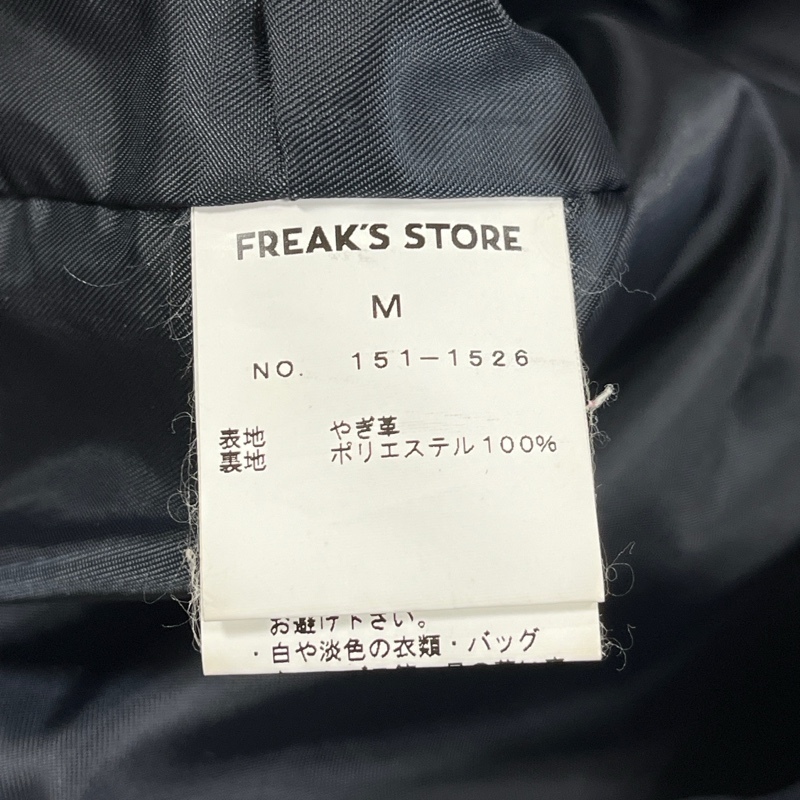 FREAK'S STORE
M
NO. 151-1526
表地 やぎ革
裏地 ポリエステル100%
お避け下さい。
・白や淡色の衣類・バッグ